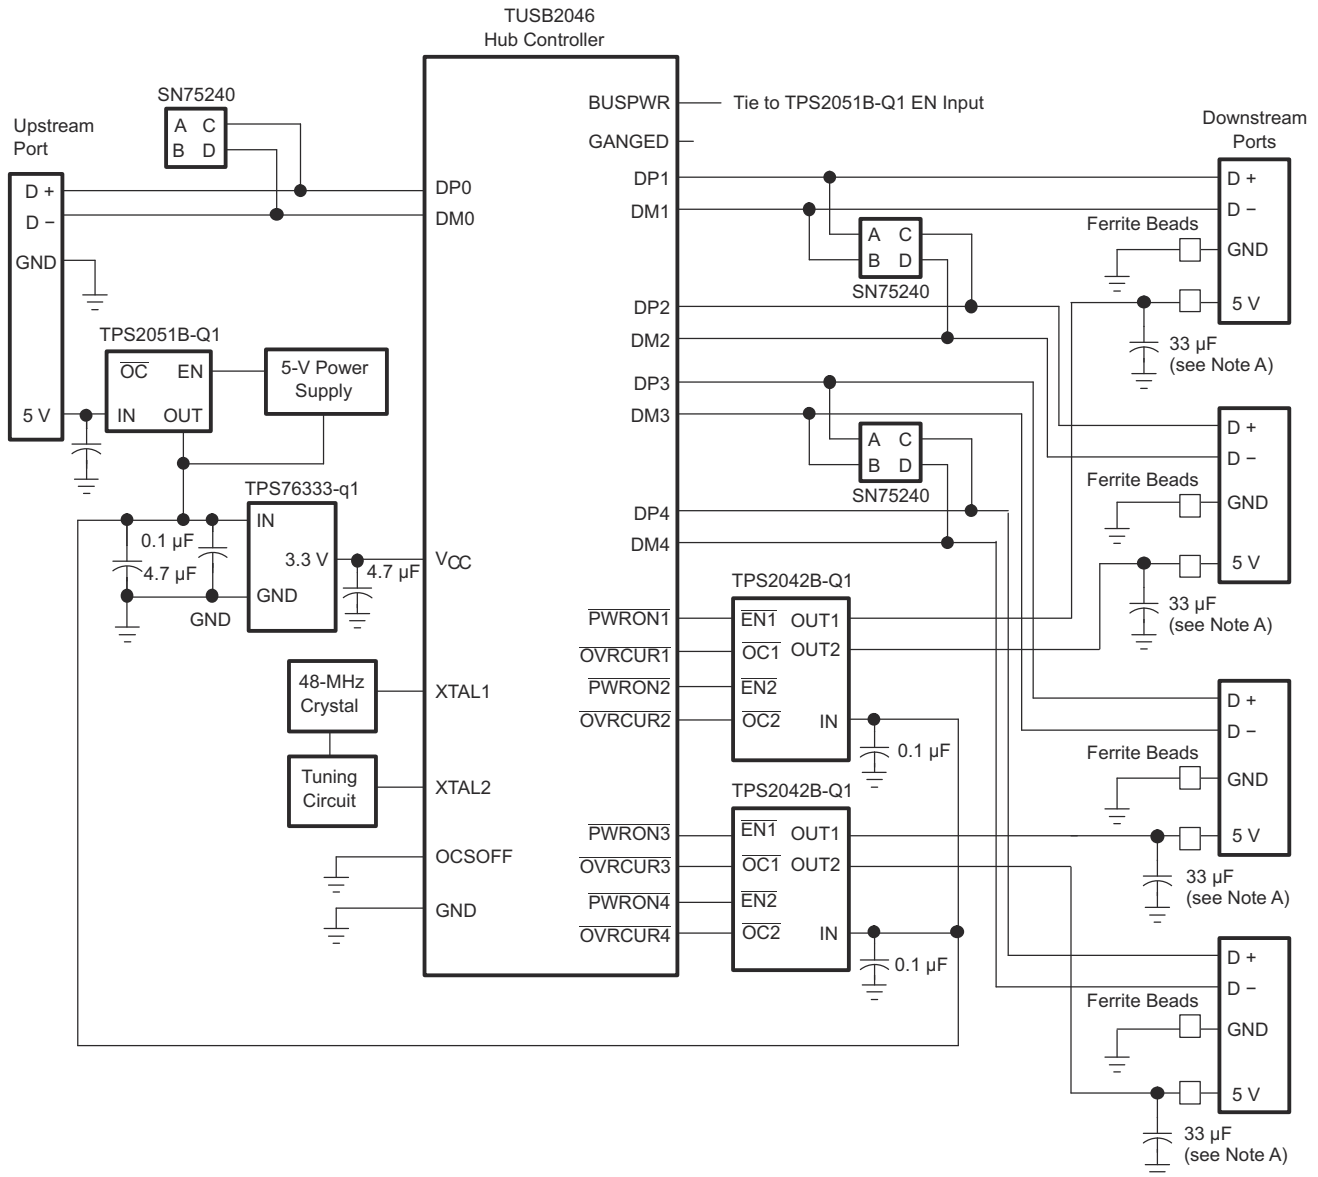 TUSB2046
Hub Controller
SN75240
A C
B D
Upstream
Port
D +
D −
GND
5 V
TPS2051B-Q1
OC EN
IN OUT
5-V Power
Supply
TPS76333-q1
IN
3.3 V
GND
0.1 µF
4.7 µF
GND
4.7 µF
48-MHz
Crystal
Tuning
Circuit
DP0
DM0
VCC
XTAL1
XTAL2
OCSOFF
GND
BUSPWR
Tie to TPS2051B-Q1 EN Input
GANGED
DP1
DM1
DP2
DM2
DP3
DM3
DP4
DM4
PWRON1
OVRCUR1
PWRON2
OVRCUR2
PWRON3
OVRCUR3
PWRON4
OVRCUR4
A C
B D
SN75240
A C
B D
SN75240
TPS2042B-Q1
EN1 OUT1
OC1 OUT2
EN2
OC2 IN
0.1 µF
TPS2042B-Q1
EN1 OUT1
OC1 OUT2
EN2
OC2 IN
0.1 µF
Downstream
Ports
D +
D −
Ferrite Beads
GND
5 V
33 µF
(see Note A)
D +
D −
Ferrite Beads
GND
5 V
33 µF
(see Note A)
D +
D −
Ferrite Beads
GND
5 V
33 µF
(see Note A)
D +
D −
Ferrite Beads
GND
5 V
33 µF
(see Note A)